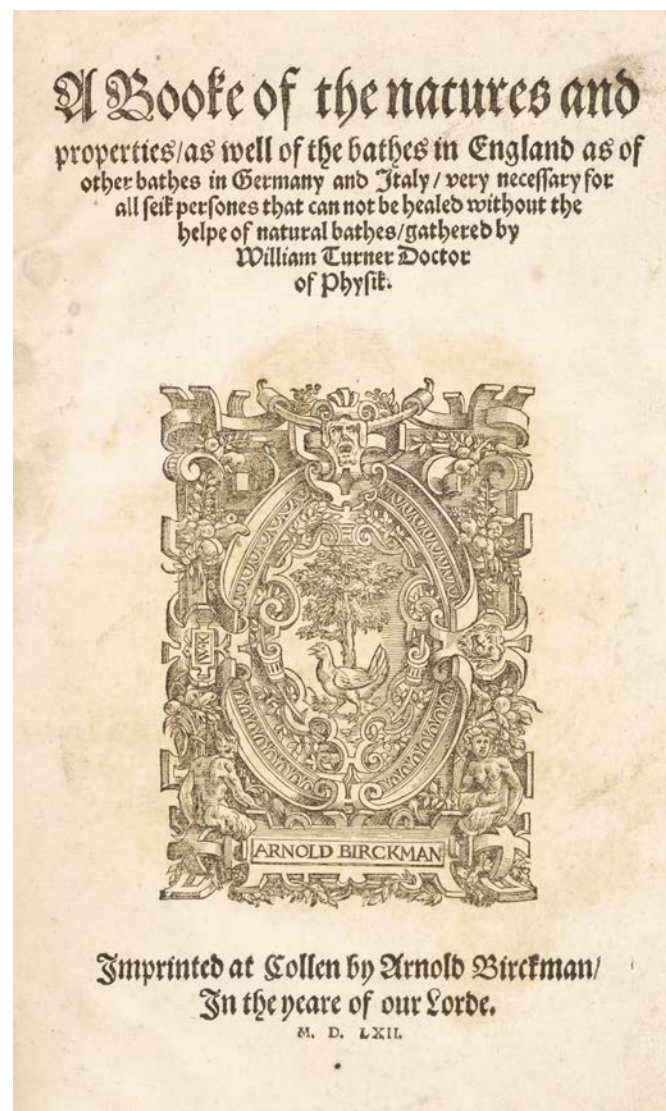 A Booke of the natures and
properties/as well of the bathes in England as of
other bathes in Germany and Italy/ very necessary for
all seik persones that can not be healed without the
helpe of natural bathes/gathered by
William Turner Doctor
of Physik.
ARNOLD BIRCKMAN
Imprinted at Collen by Arnold Birckman/
In the yeare of our Lorde.
M. D. LXII.